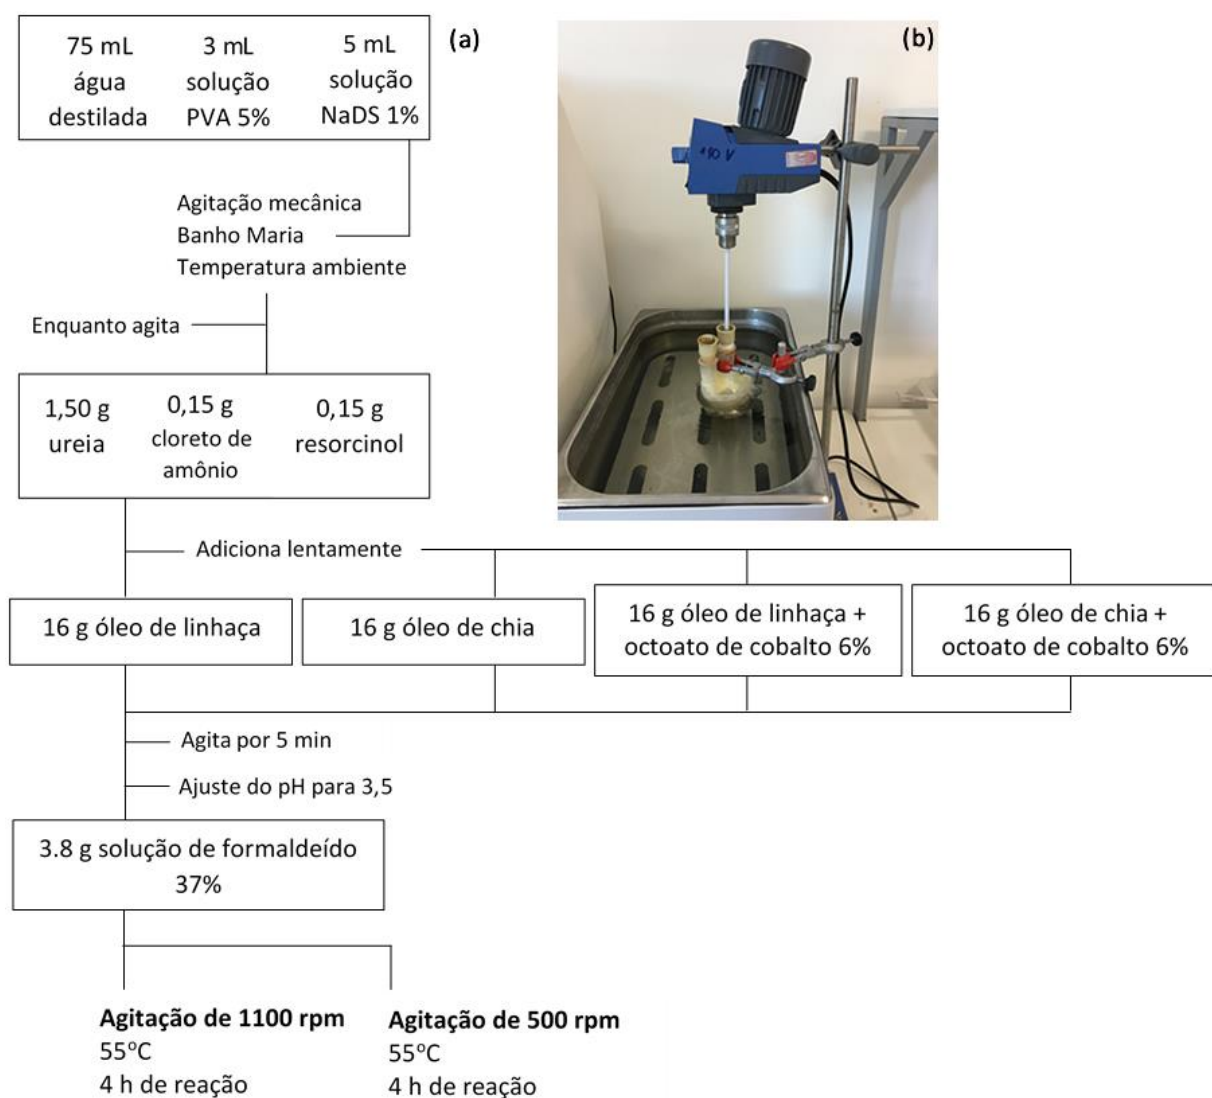 (a)
75 mL
água
destilada
3 mL
solução
PVA 5%
5 mL
solução
NaDS 1%
(b)
Agitação mecânica
Banho Maria
Temperatura ambiente
Enquanto agita
1,50 g
ureia
0,15 g
cloreto de
amônio
0,15 g
resorcinol
Adiciona lentamente
16 g óleo de linhaça
16 g óleo de chia
16 g óleo de linhaça +
octoato de cobalto 6%
16 g óleo de chia +
octoato de cobalto 6%
Agita por 5 min
Ajuste do pH para 3,5
3.8 g solução de formaldeído
37%
Agitação de 1100 rpm
55ºC
4 h de reação
Agitação de 500 rpm
55ºC
4 h de reação